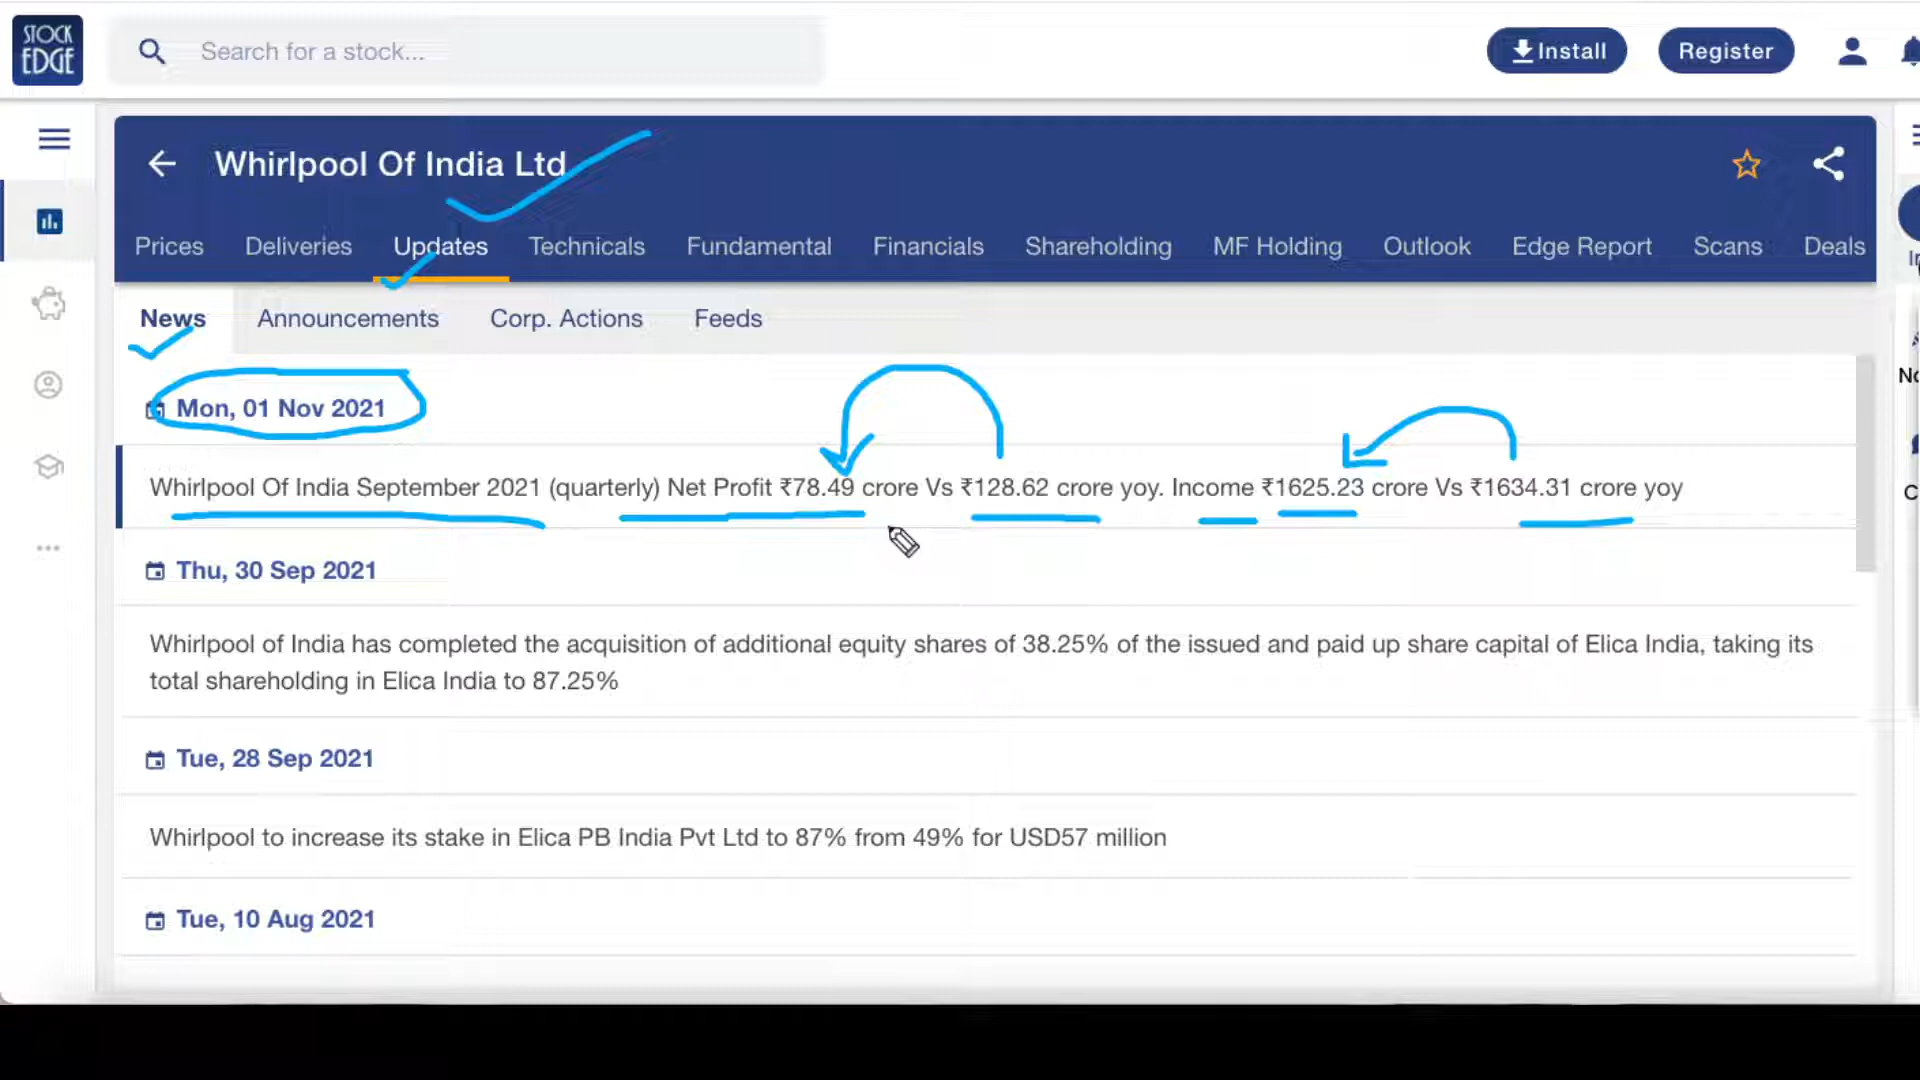 STOCK
EDGE
Search for a stock...
Install
Register
Whirlpool Of India Ltd
Prices Deliveries Updates Technicals Fundamental Financials Shareholding MF Holding Outlook Edge Report Scans Deals
News Announcements Corp. Actions Feeds
Mon, 01 Nov 2021
Whirlpool Of India September 2021 (quarterly) Net Profit ₹78.49 crore Vs ₹128.62 crore yoy. Income ₹1625.23 crore Vs ₹1634.31 crore yoy
Thu, 30 Sep 2021
Whirlpool of India has completed the acquisition of additional equity shares of 38.25% of the issued and paid up share capital of Elica India, taking its
total shareholding in Elica India to 87.25%
Tue, 28 Sep 2021
Whirlpool to increase its stake in Elica PB India Pvt Ltd to 87% from 49% for USD57 million
Tue, 10 Aug 2021